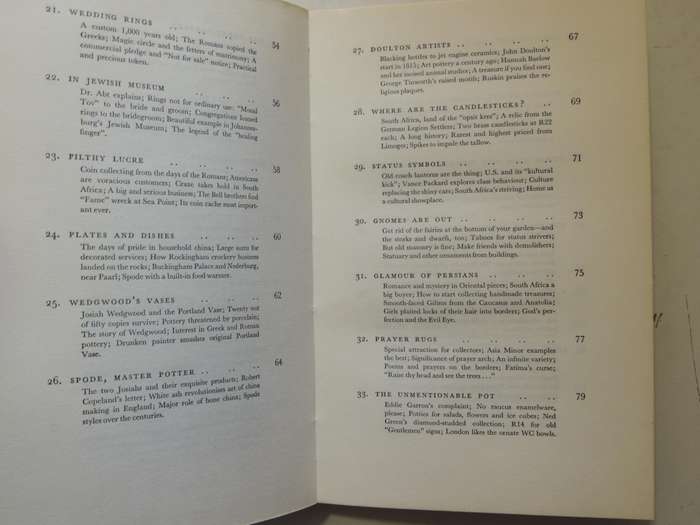 21. WEDDING RINGS .. .. .. .. 54
A custom 1,000 years old; The Romans copied the
Greeks; Magic circle and the fetters of matrimony; A
commercial pledge and "Not for sale" notice; Practical
and precious token.
22. IN JEWISH MUSEUM .. .. .. 56
Dr. Abt explains; Rings not for ordinary use: "Mosal
Tov" to the bride and groom; Congregations loaned
rings to the bridegroom; Beautiful example in Johannes-
burg's Jewish Museum; The legend of the "healing
finger".
23. FILTHY LUCRE .. .. .. .. 58
Coin collecting from the days of the Romans; Americans
are voracious customers; Craze takes hold in South
Africa; A big and serious business; The Bell brothers find
"Fame" wreck at Sea Point; Its coin cache most import-
ant ever.
24. PLATES AND DISHES .. .. .. 60
The days of pride in household china; Large sums for
decorated services; How Rockingham crockery business
landed on the rocks; Buckingham Palace and Nederburg,
near Paarl; Spode with a built-in food warmer.
25. WEDGWOOD'S VASES .. .. .. 62
Josiah Wedgwood and the Portland Vase; Twenty out
of fifty copies survive; Pottery threatened by porcelain;
The story of Wedgwood; Interest in Greek and Roman
pottery; Drunken painter smashes original Portland
Vase.
26. SPODE, MASTER POTTER .. .. .. 64
The two Josiahs and their exquisite products; Robert
Copeland's letter; White ash revolutionises art of china
making in England; Major role of bone china; Spode
styles over the centuries.
27. DOULTON ARTISTS .. .. .. .. 67
Blacking bottles to jet engine ceramics; John Doulton's
start in 1815; Art pottery a century ago; Hannah Barlow
and her incised animal studies; A treasure if you find one;
George Tinworth's raised motifs; Ruskin praises the re-
ligious plaques.
28. WHERE ARE THE CANDLESTICKS? .. .. 69
South Africa, land of the "opsit kers"; A relic from the
German Legion Settlers; Two brass candlesticks at R22
each; A long history; Rarest and highest priced from
Limoges; Spikes to impale the tallow.
29. STATUS SYMBOLS .. .. .. .. 71
Old coach lanterns are the thing; U.S. and its "kultural
kick"; Vance Packard explores class behaviour; Culture
replacing the shiny cars; South Africa's striving; Home as
a cultural showplace.
30. GNOMES ARE OUT .. .. .. .. 73
Get rid of the fairies at the bottom of your garden—and
the storks and dwarfs, too; Taboos for status strivers;
But old masonry is fine; Make friends with demolishers;
Statuary and other ornaments from buildings.
31. GLAMOUR OF PERSIANS .. .. .. 75
Romance and mystery in Oriental pieces; South Africa
a big buyer; How to start collecting handmade treasures;
Smooth-faced Gilims from the Caucasus and Anatolia;
Girls plaited locks of their hair into borders; God's per-
fection and the Evil Eye.
32. PRAYER RUGS .. .. .. .. 77
Special attraction for collectors; Asia Minor examples
the best; Significance of prayer arch; An infinite variety;
Poems and prayers on the borders; Fatima's curse;
"Raise thy head and see the trees . . ."
33. THE UNMENTIONABLE POT .. .. .. 79
Eddie Garron's complaint; No raucus enamelware,
please; Potties for salads, flowers and ice cubes; Ned
Green's diamond-studded collection; R14 for old
"Gentlemen" signs; London likes the ornate WC bowls.